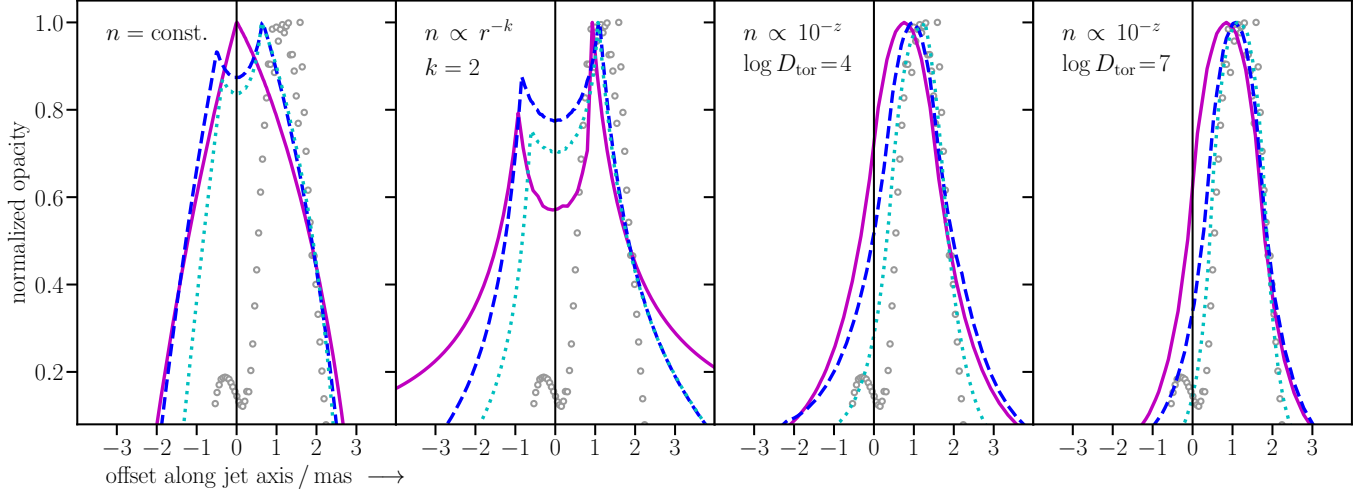 n = const.
n ∝ r⁻ᵏ
k = 2
n ∝ 10⁻ᶻ
log Dₜₒᵣ = 4
n ∝ 10⁻ᶻ
log Dₜₒᵣ = 7
normalized opacity
1.0
0.8
0.6
0.4
0.2
−3 −2 −1 0 1 2 3 −3 −2 −1 0 1 2 3 −3 −2 −1 0 1 2 3 −3 −2 −1 0 1 2 3
offset along jet axis / mas ⟶